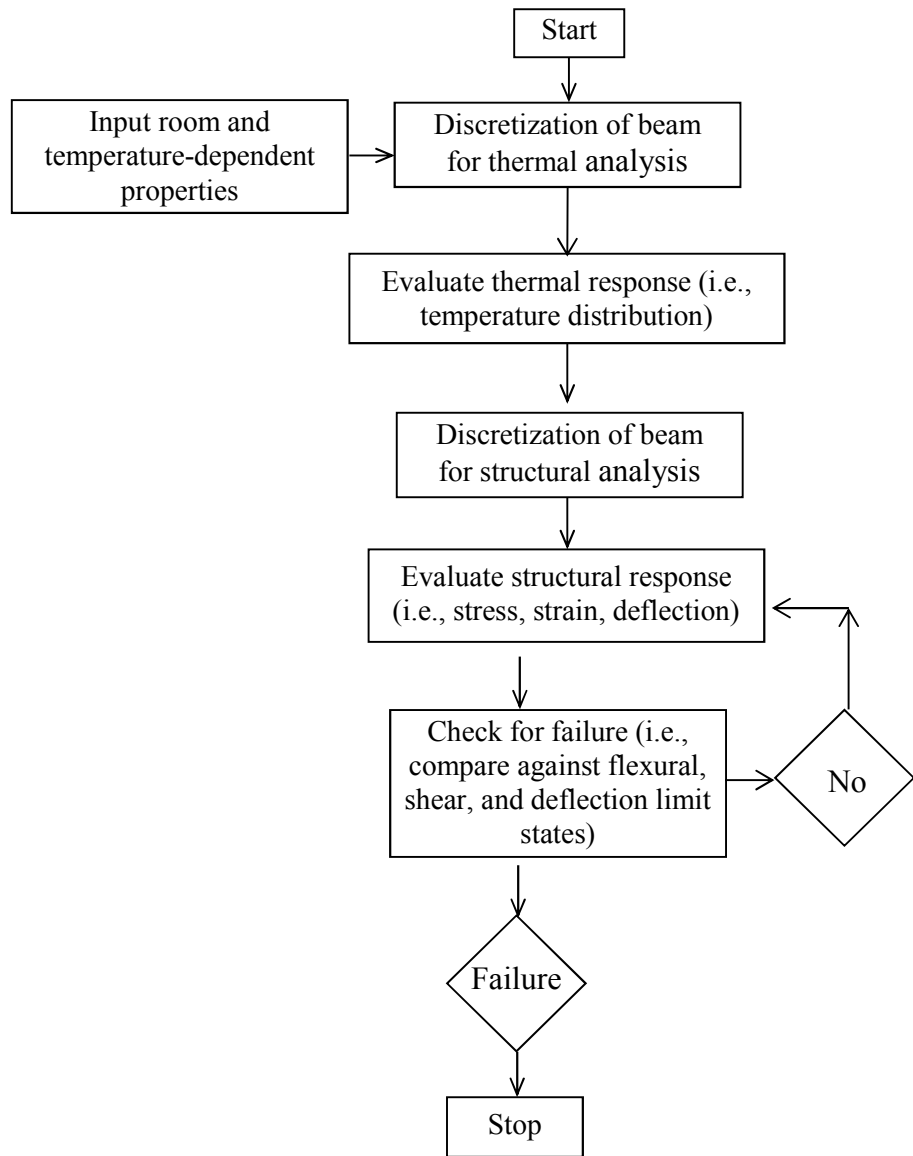 Start
Input room and
temperature-dependent
properties
Discretization of beam
for thermal analysis
Evaluate thermal response (i.e.,
temperature distribution)
Discretization of beam
for structural analysis
Evaluate structural response
(i.e., stress, strain, deflection)
Check for failure (i.e.,
compare against flexural,
shear, and deflection limit
states)
No
Failure
Stop